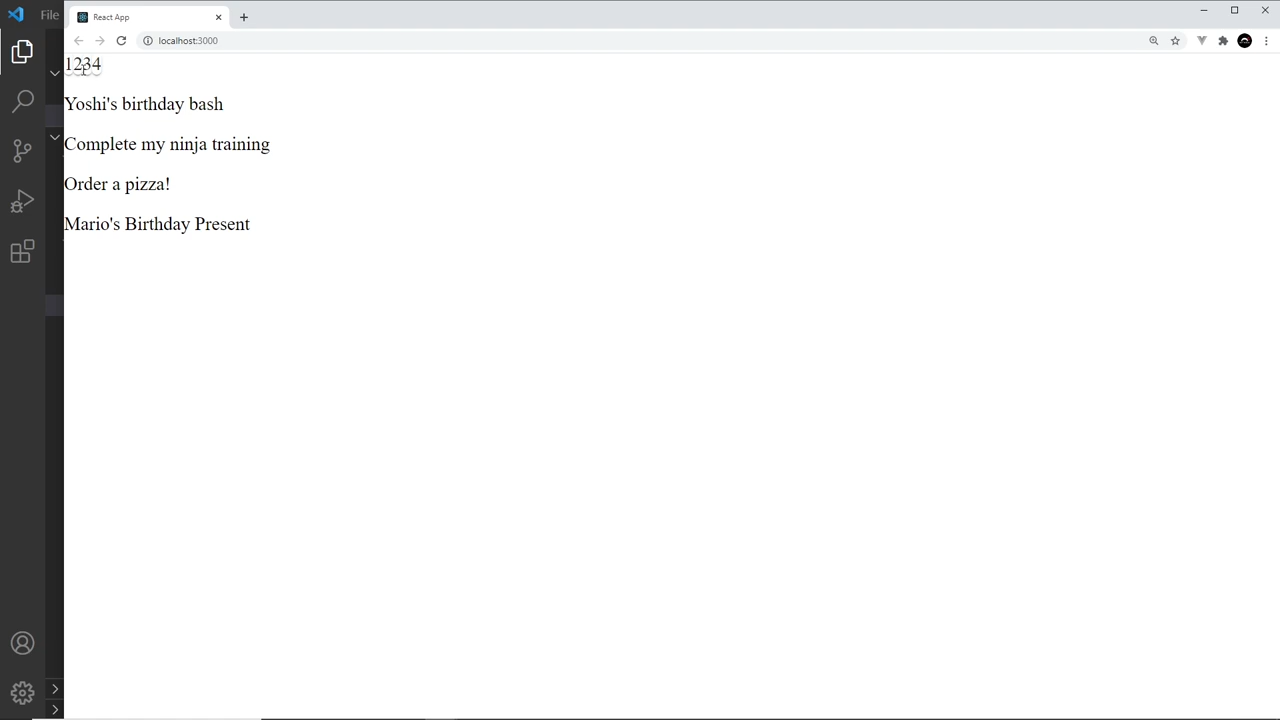 File
React App
localhost:3000
1234
Yoshi's birthday bash
Complete my ninja training
Order a pizza!
Mario's Birthday Present